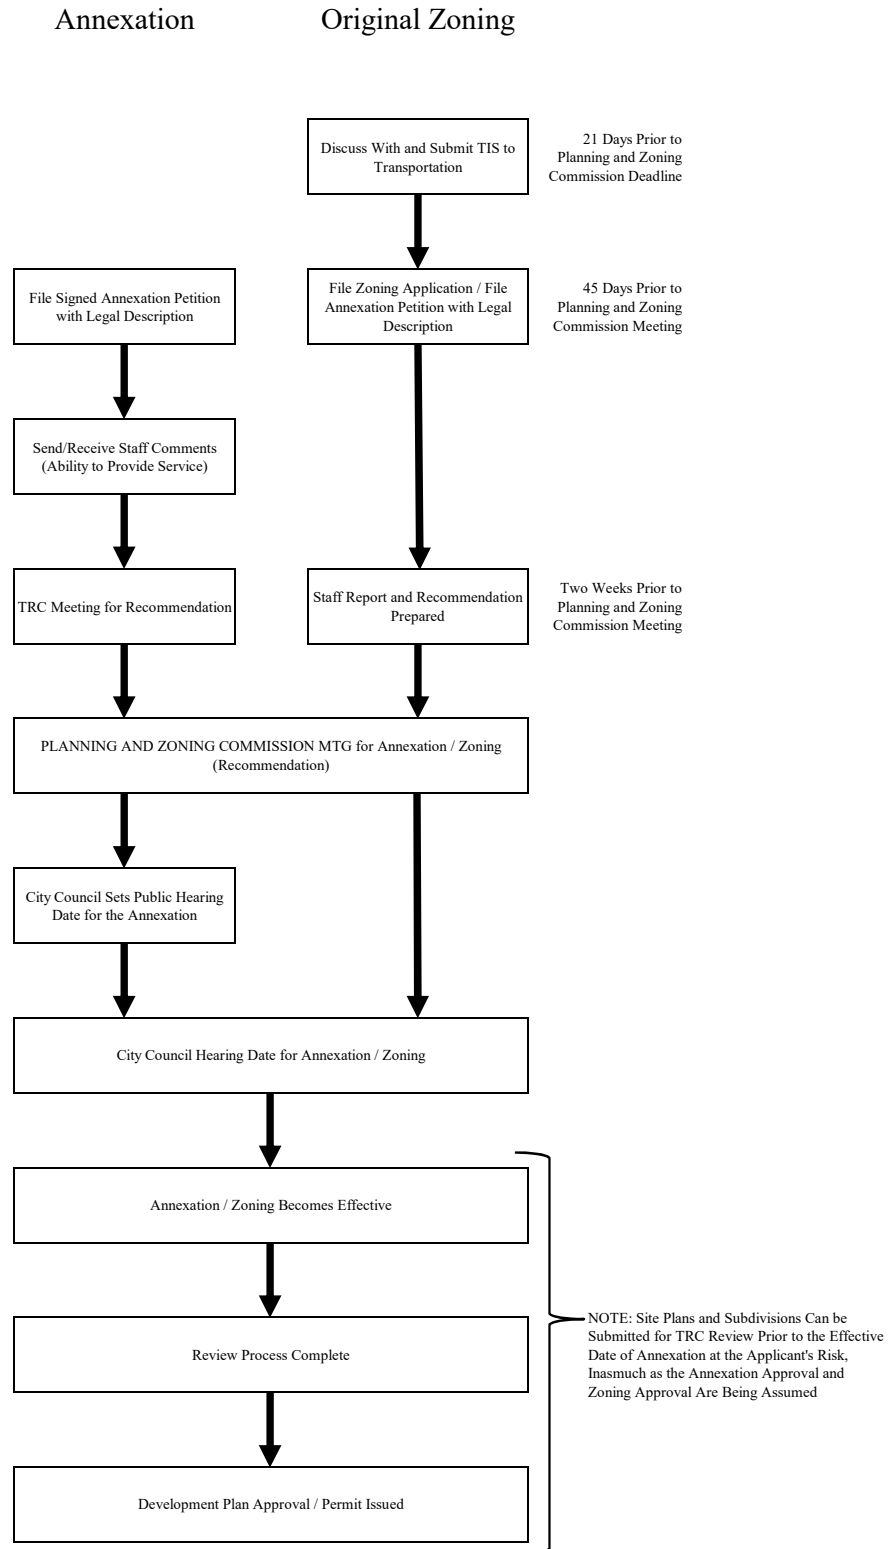 Annexation
Original Zoning
Discuss With and Submit TIS to
Transportation
21 Days Prior to
Planning and Zoning
Commission Deadline
File Signed Annexation Petition
with Legal Description
File Zoning Application / File
Annexation Petition with Legal
Description
45 Days Prior to
Planning and Zoning
Commission Meeting
Send/Receive Staff Comments
(Ability to Provide Service)
TRC Meeting for Recommendation
Staff Report and Recommendation
Prepared
Two Weeks Prior to
Planning and Zoning
Commission Meeting
PLANNING AND ZONING COMMISSION MTG for Annexation / Zoning
(Recommendation)
City Council Sets Public Hearing
Date for the Annexation
City Council Hearing Date for Annexation / Zoning
Annexation / Zoning Becomes Effective
NOTE: Site Plans and Subdivisions Can be
Submitted for TRC Review Prior to the Effective
Date of Annexation at the Applicant's Risk,
Inasmuch as the Annexation Approval and
Zoning Approval Are Being Assumed
Review Process Complete
Development Plan Approval / Permit Issued